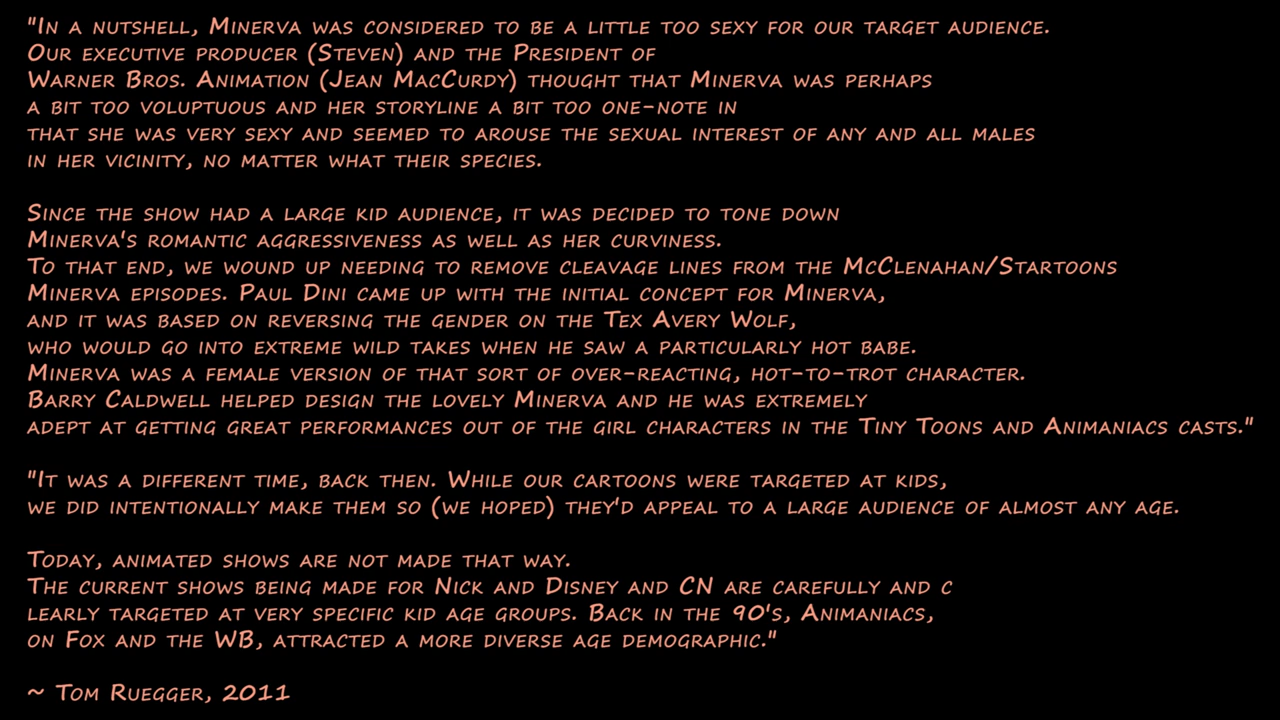 "In a nutshell, Minerva was considered to be a little too sexy for our target audience.
Our executive producer (Steven) and the President of
Warner Bros. Animation (Jean MacCurdy) thought that Minerva was perhaps
a bit too voluptuous and her storyline a bit too one-note in
that she was very sexy and seemed to arouse the sexual interest of any and all males
in her vicinity, no matter what their species.
Since the show had a large kid audience, it was decided to tone down
Minerva's romantic aggressiveness as well as her curviness.
To that end, we wound up needing to remove cleavage lines from the McClenahan/Startoons
Minerva episodes. Paul Dini came up with the initial concept for Minerva,
and it was based on reversing the gender on the Tex Avery Wolf,
who would go into extreme wild takes when he saw a particularly hot babe.
Minerva was a female version of that sort of over-reacting, hot-to-trot character.
Barry Caldwell helped design the lovely Minerva and he was extremely
adept at getting great performances out of the girl characters in the Tiny Toons and Animaniacs casts."
"It was a different time, back then. While our cartoons were targeted at kids,
we did intentionally make them so (we hoped) they'd appeal to a large audience of almost any age.
Today, animated shows are not made that way.
The current shows being made for Nick and Disney and CN are carefully and c
learly targeted at very specific kid age groups. Back in the 90's, Animaniacs,
on Fox and the WB, attracted a more diverse age demographic."
~ Tom Ruegger, 2011